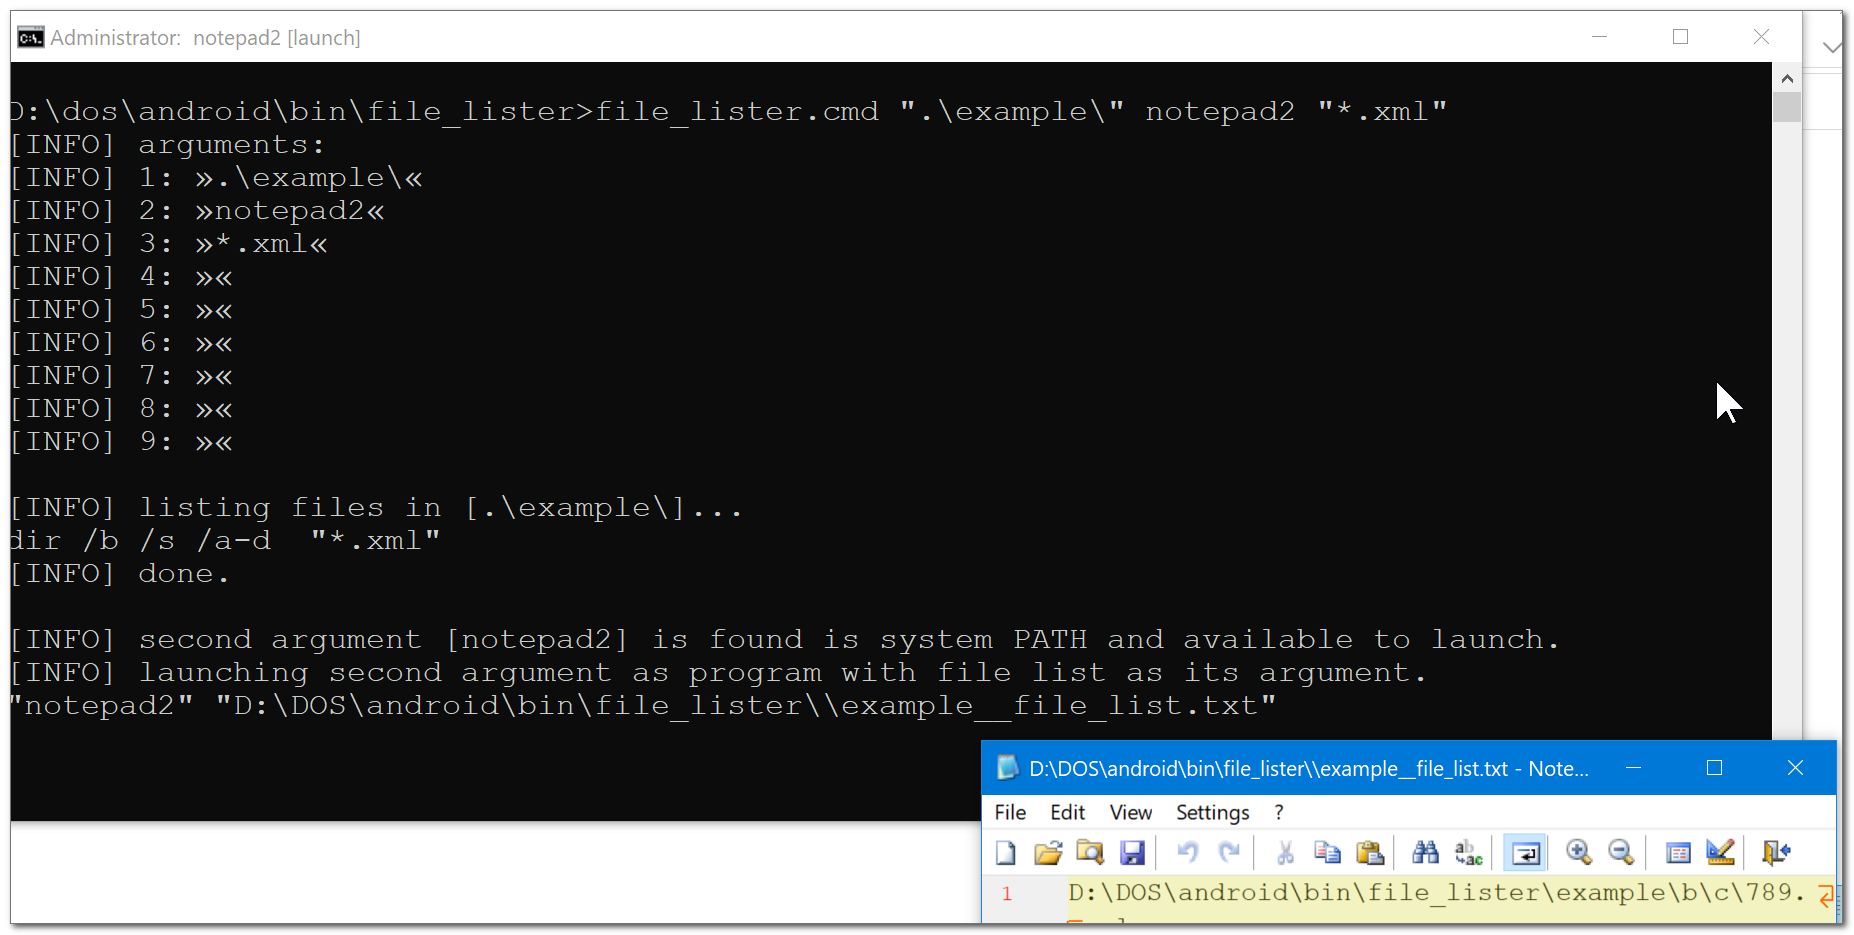 Administrator:  notepad2 [launch]
D:\dos\android\bin\file_lister>file_lister.cmd ".\example\" notepad2 "*.xml"
[INFO] arguments:
[INFO] 1: ».\example\«
[INFO] 2: »notepad2«
[INFO] 3: »*.xml«
[INFO] 4: »«
[INFO] 5: »«
[INFO] 6: »«
[INFO] 7: »«
[INFO] 8: »«
[INFO] 9: »«
[INFO] listing files in [.\example\]...
dir /b /s /a-d  "*.xml"
[INFO] done.
[INFO] second argument [notepad2] is found is system PATH and available to launch.
[INFO] launching second argument as program with file list as its argument.
"notepad2" "D:\DOS\android\bin\file_lister\\example__file_list.txt"
D:\DOS\android\bin\file_lister\\example__file_list.txt - Note...
File Edit View Settings ?
1 D:\DOS\android\bin\file_lister\example\b\c\789.